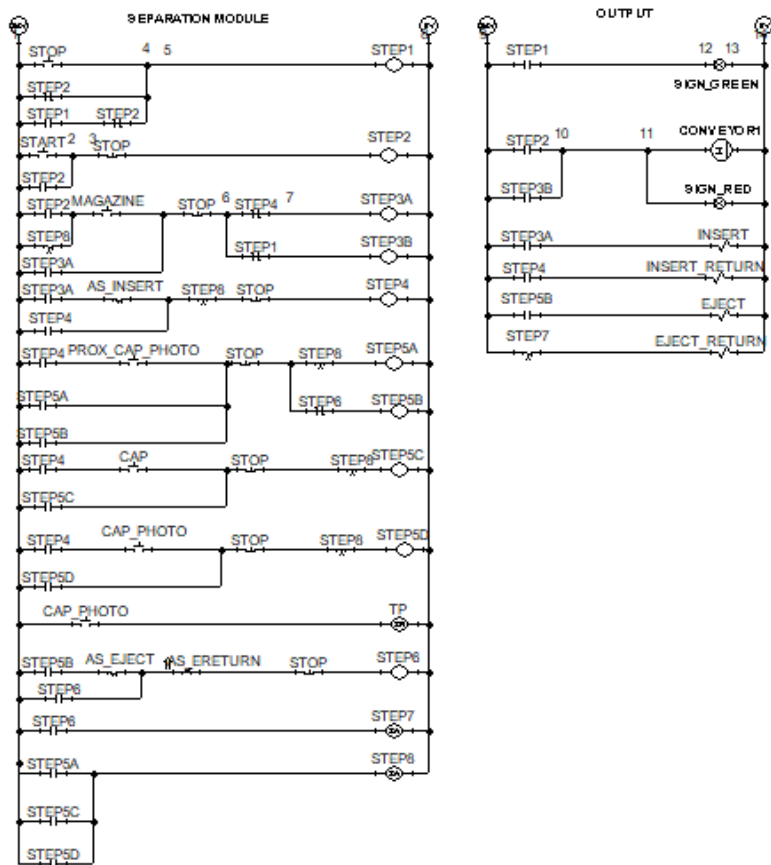 SEPARATION MODULE
STOP 4 5 STEP1
STEP2
STEP1 STEP2
START 2 3 STOP STEP2
STEP2
STEP2 MAGAZINE STOP 6 STEP4 7 STEP3A
STEP8 STEP1 STEP3B
STEP3A
STEP3A AS_INSERT STEP8 STOP STEP4
STEP4
STEP4 PROX_CAP_PHOTO STOP STEP8 STEP5A
STEP5A STEP6 STEP5B
STEP5B
STEP4 CAP STOP STEP8 STEP5C
STEP5C
STEP4 CAP_PHOTO STOP STEP8 STEP5D
STEP5D
CAP_PHOTO TP
STEP5B AS_EJECT AS_ERETURN STOP STEP6
STEP6
STEP6 STEP7
STEP5A STEP8
STEP5C
STEP5D
OUTPUT
STEP1 12 13
SIGN_GREEN
STEP2 10 11 CONVEYOR1
STEP3B SIGN_RED
STEP3A INSERT
STEP4 INSERT_RETURN
STEP5B EJECT
STEP7 EJECT_RETURN